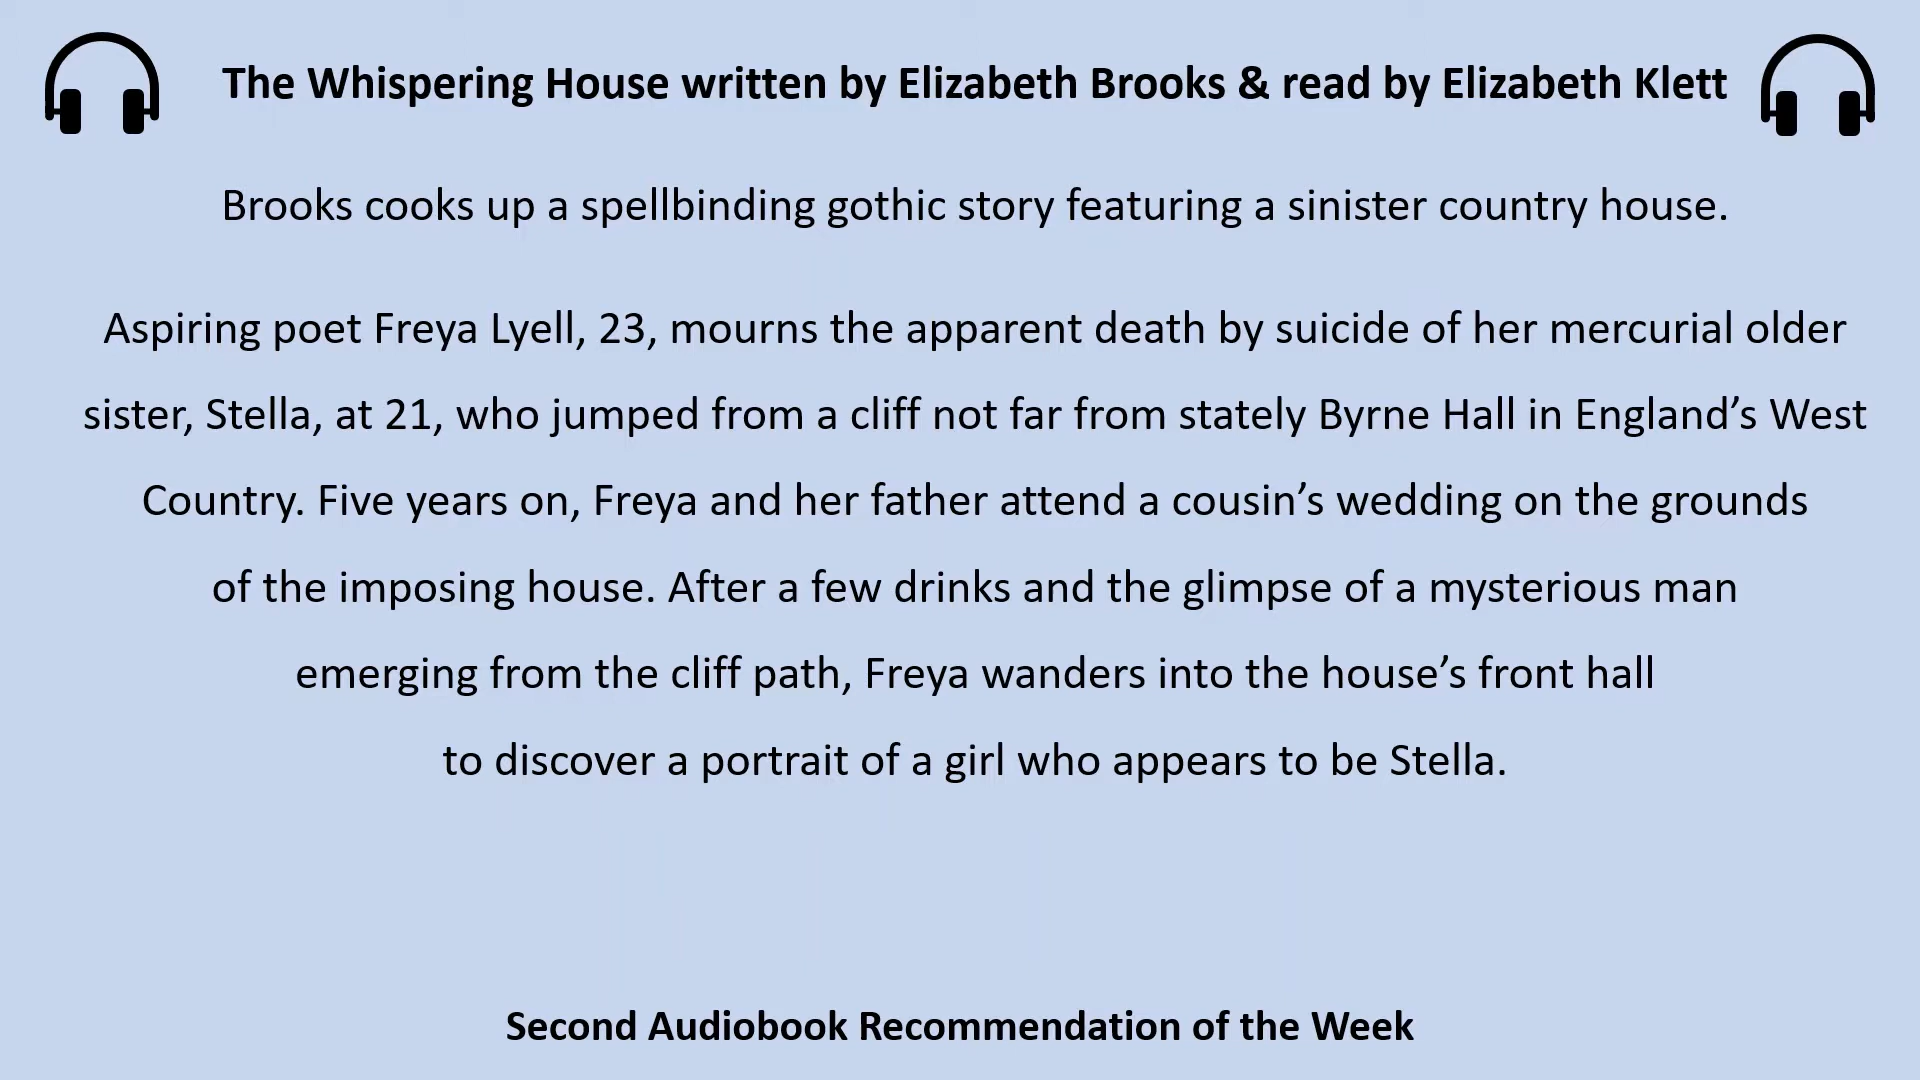 The Whispering House written by Elizabeth Brooks & read by Elizabeth Klett
Brooks cooks up a spellbinding gothic story featuring a sinister country house.
Aspiring poet Freya Lyell, 23, mourns the apparent death by suicide of her mercurial older
sister, Stella, at 21, who jumped from a cliff not far from stately Byrne Hall in England’s West
Country. Five years on, Freya and her father attend a cousin’s wedding on the grounds
of the imposing house. After a few drinks and the glimpse of a mysterious man
emerging from the cliff path, Freya wanders into the house’s front hall
to discover a portrait of a girl who appears to be Stella.
Second Audiobook Recommendation of the Week